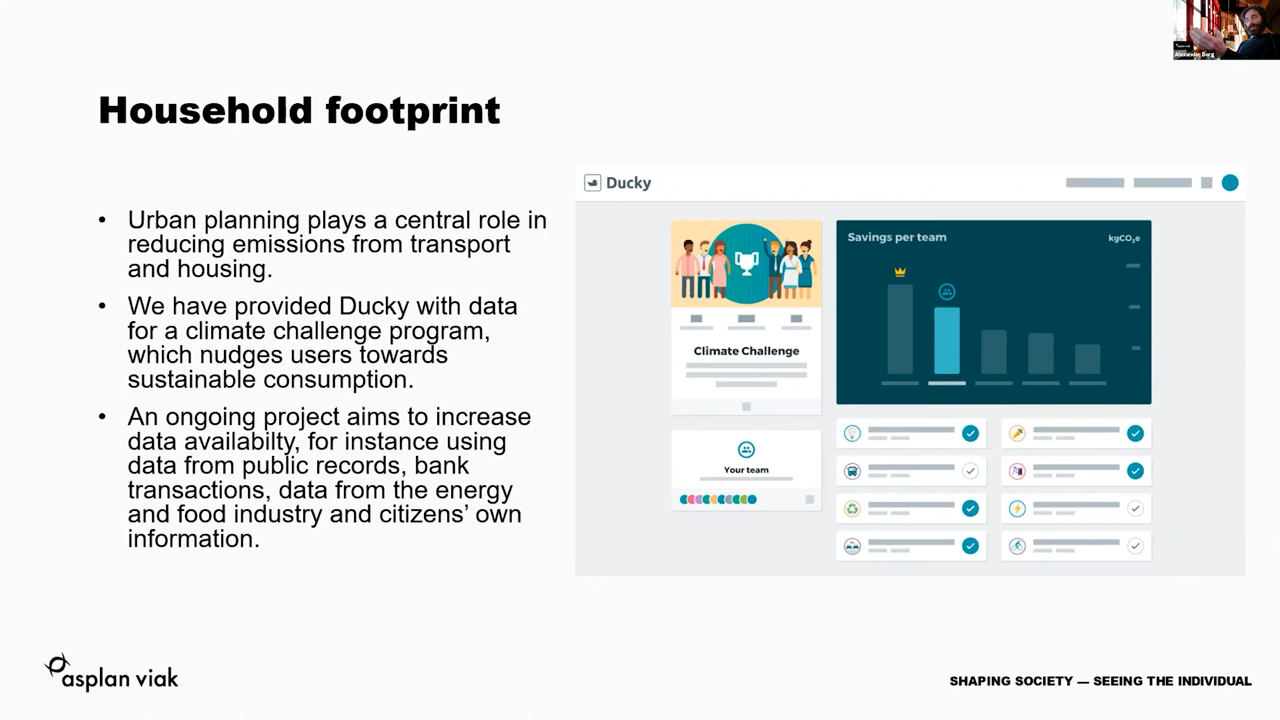 Alexander Borg
Household footprint
• Urban planning plays a central role in
reducing emissions from transport
and housing.
• We have provided Ducky with data
for a climate challenge program,
which nudges users towards
sustainable consumption.
• An ongoing project aims to increase
data availabilty, for instance using
data from public records, bank
transactions, data from the energy
and food industry and citizens’ own
information.
Ducky
Climate Challenge
Your team
Savings per team
kgCO₂e
asplan viak
SHAPING SOCIETY — SEEING THE INDIVIDUAL